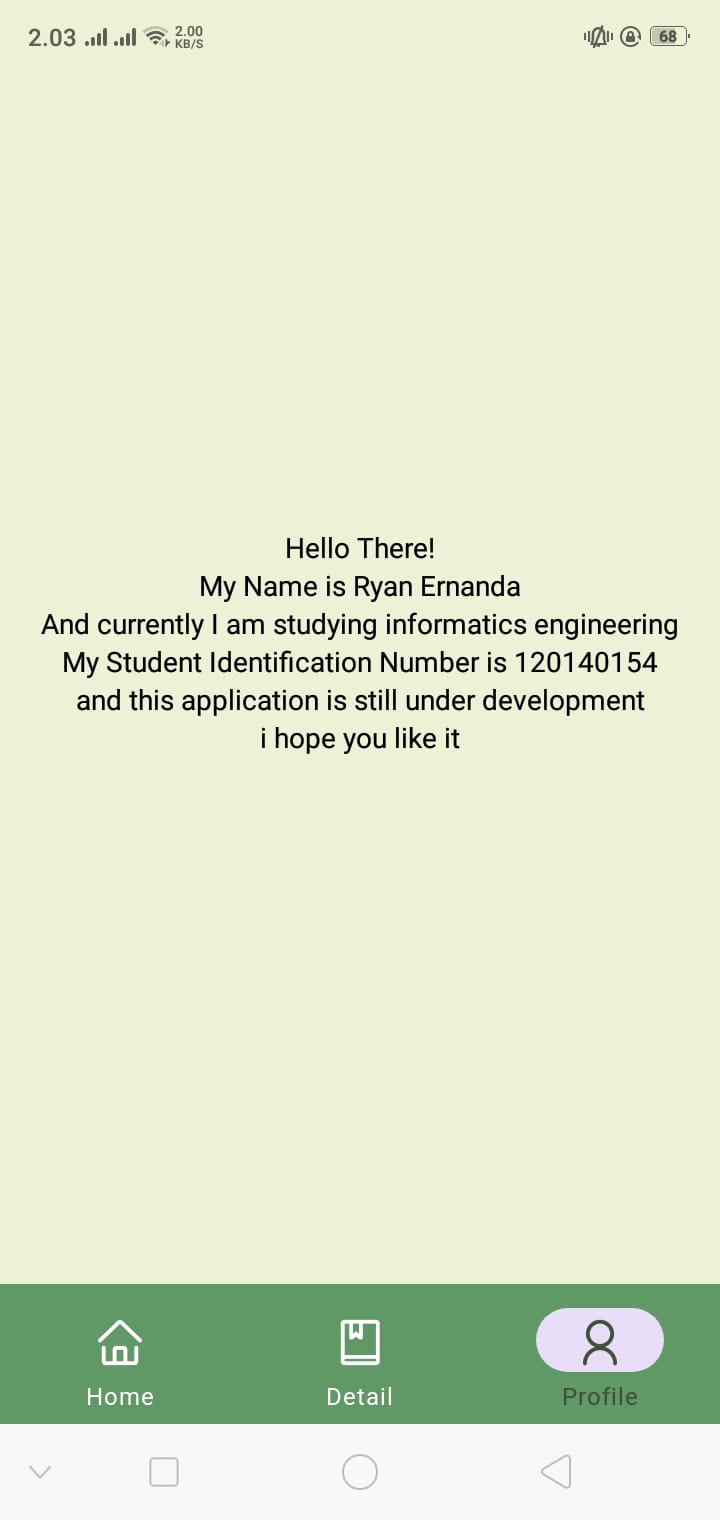 2.03 2.00
KB/S
68
Hello There!
My Name is Ryan Ernanda
And currently I am studying informatics engineering
My Student Identification Number is 120140154
and this application is still under development
i hope you like it
Home Detail Profile